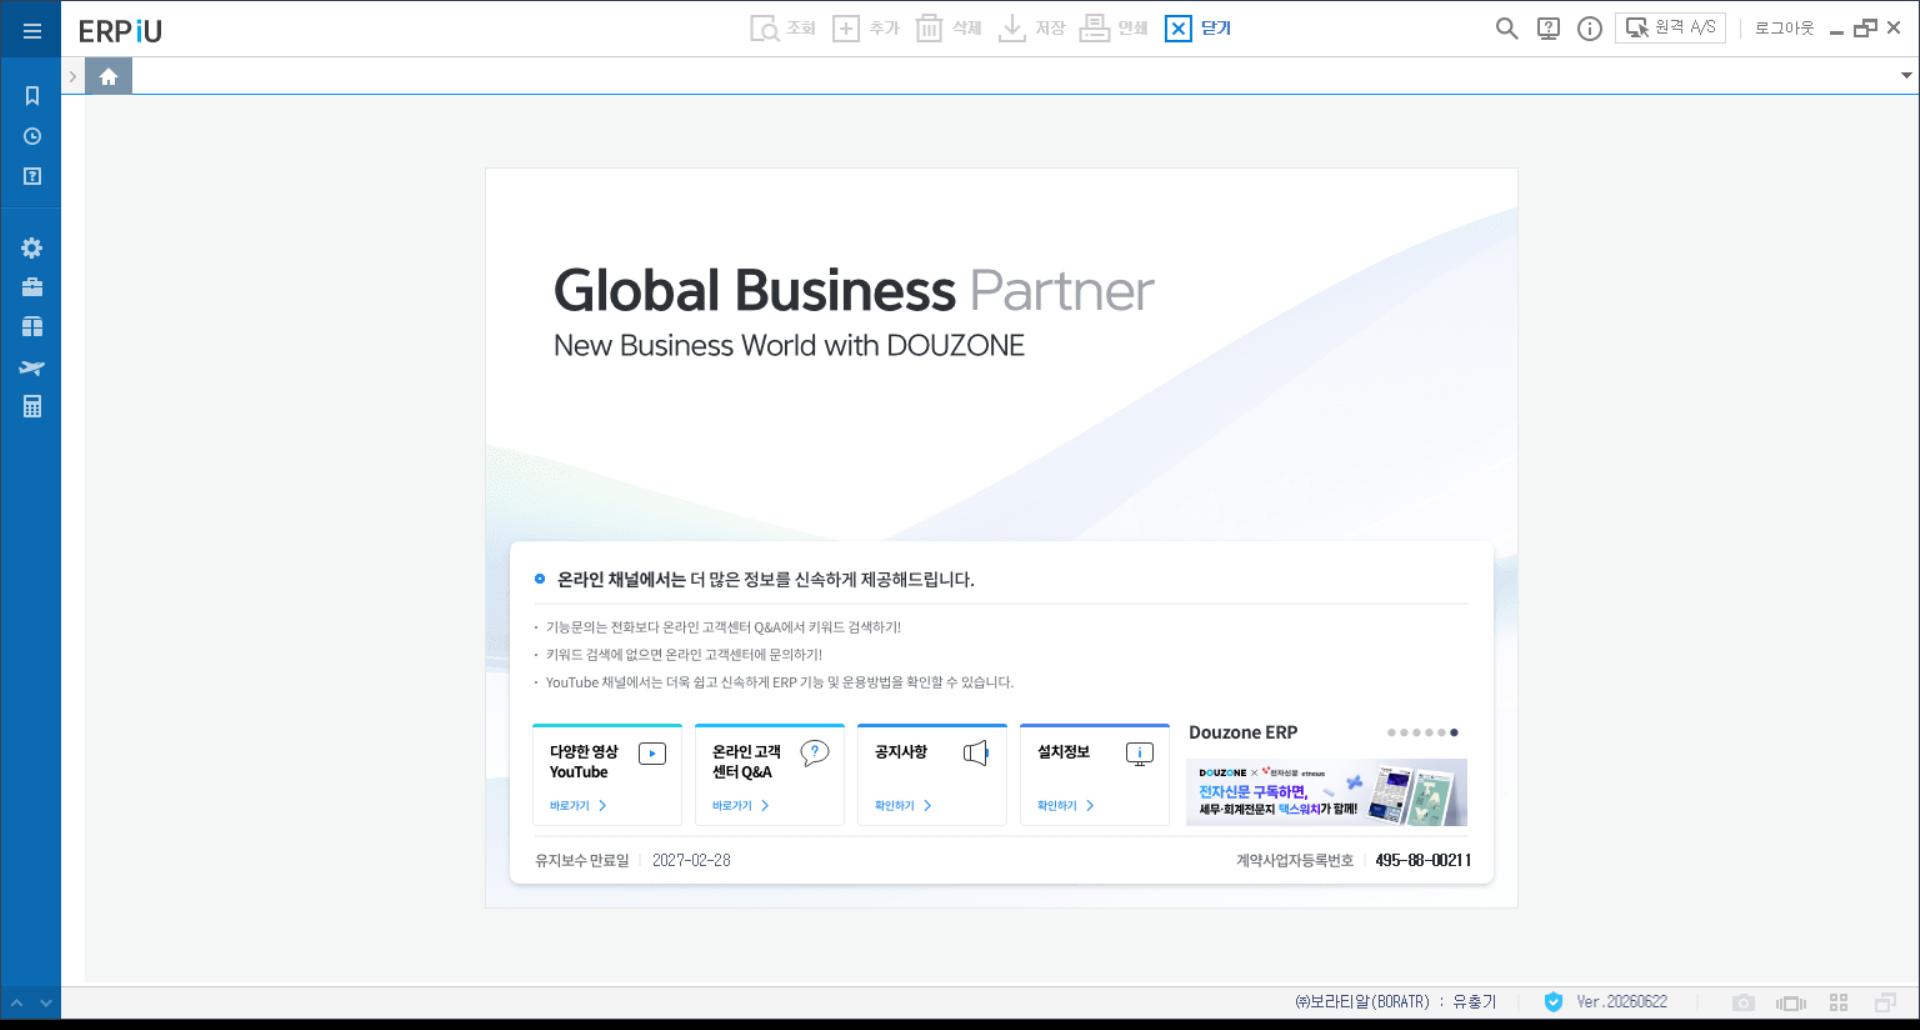 ERP iU
조회 추가 삭제 저장 인쇄 닫기
원격 A/S 로그아웃
Global Business Partner
New Business World with DOUZONE
온라인 채널에서는 더 많은 정보를 신속하게 제공해드립니다.
· 기능문의는 전화보다 온라인 고객센터 Q&A에서 키워드 검색하기!
· 키워드 검색에 없으면 온라인 고객센터에 문의하기!
· YouTube 채널에서는 더욱 쉽고 신속하게 ERP 기능 및 운용방법을 확인할 수 있습니다.
다양한 영상
YouTube
바로가기
온라인 고객
센터 Q&A
바로가기
공지사항
확인하기
설치정보
확인하기
Douzone ERP
DOUZONE × 전자신문 etnews
전자신문 구독하면,
세무·회계전문지 택스워치가 함께!
유지보수 만료일 2027-02-28
계약사업자등록번호 495-88-00211
㈜보라티알(BORATR) : 유충기
Ver.20260622